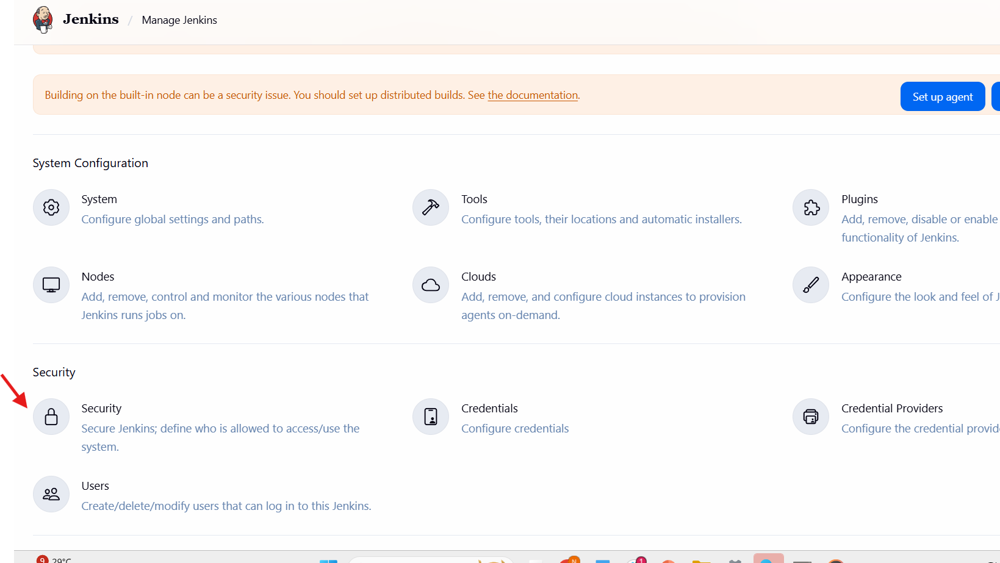 Jenkins / Manage Jenkins
Building on the built-in node can be a security issue. You should set up distributed builds. See the documentation.
Set up agent
System Configuration
System
Configure global settings and paths.
Tools
Configure tools, their locations and automatic installers.
Plugins
Add, remove, disable or enable
functionality of Jenkins.
Nodes
Add, remove, control and monitor the various nodes that
Jenkins runs jobs on.
Clouds
Add, remove, and configure cloud instances to provision
agents on-demand.
Appearance
Configure the look and feel of J
Security
Security
Secure Jenkins; define who is allowed to access/use the
system.
Credentials
Configure credentials
Credential Providers
Configure the credential provid
Users
Create/delete/modify users that can log in to this Jenkins.
9 29°C
N
1